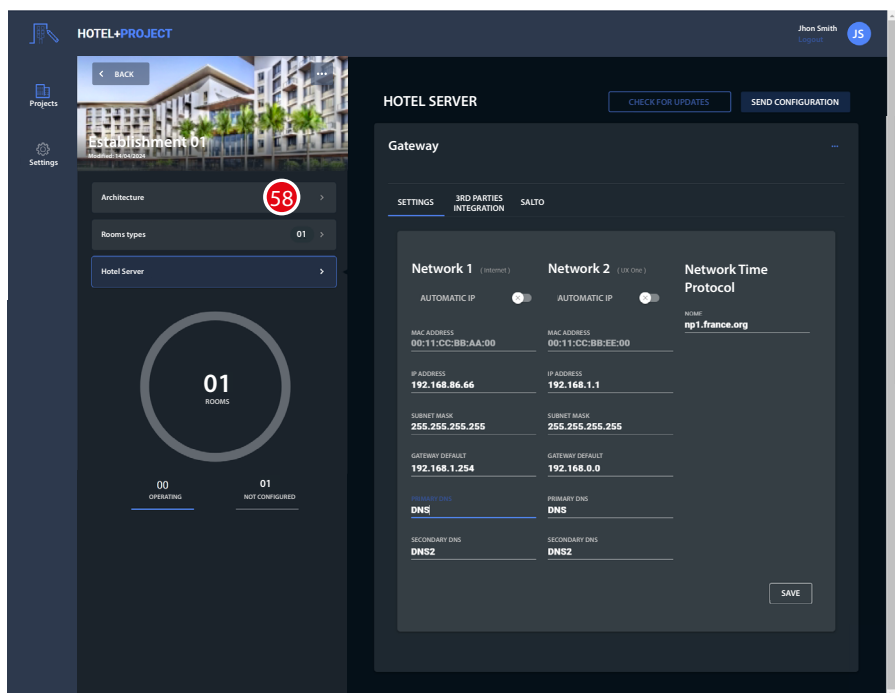 HOTEL+PROJECT
Jhon Smith
Logout
JS
Projects
Settings
BACK
Establishment 01
Modified: 14/04/2024
Architecture
58
Rooms types 01
Hotel Server
01
ROOMS
00
OPERATING
01
NOT CONFIGURED
HOTEL SERVER
CHECK FOR UPDATES
SEND CONFIGURATION
Gateway
SETTINGS
3RD PARTIES
INTEGRATION
SALTO
Network 1 ( Internet )
AUTOMATIC IP
MAC ADDRESS
00:11:CC:BB:AA:00
IP ADDRESS
192.168.86.66
SUBNET MASK
255.255.255.255
GATEWAY DEFAULT
192.168.1.254
PRIMARY DNS
DNS
SECONDARY DNS
DNS2
Network 2 ( UX One )
AUTOMATIC IP
MAC ADDRESS
00:11:CC:BB:EE:00
IP ADDRESS
192.168.1.1
SUBNET MASK
255.255.255.255
GATEWAY DEFAULT
192.168.0.0
PRIMARY DNS
DNS
SECONDARY DNS
DNS2
Network Time
Protocol
NOME
np1.france.org
SAVE